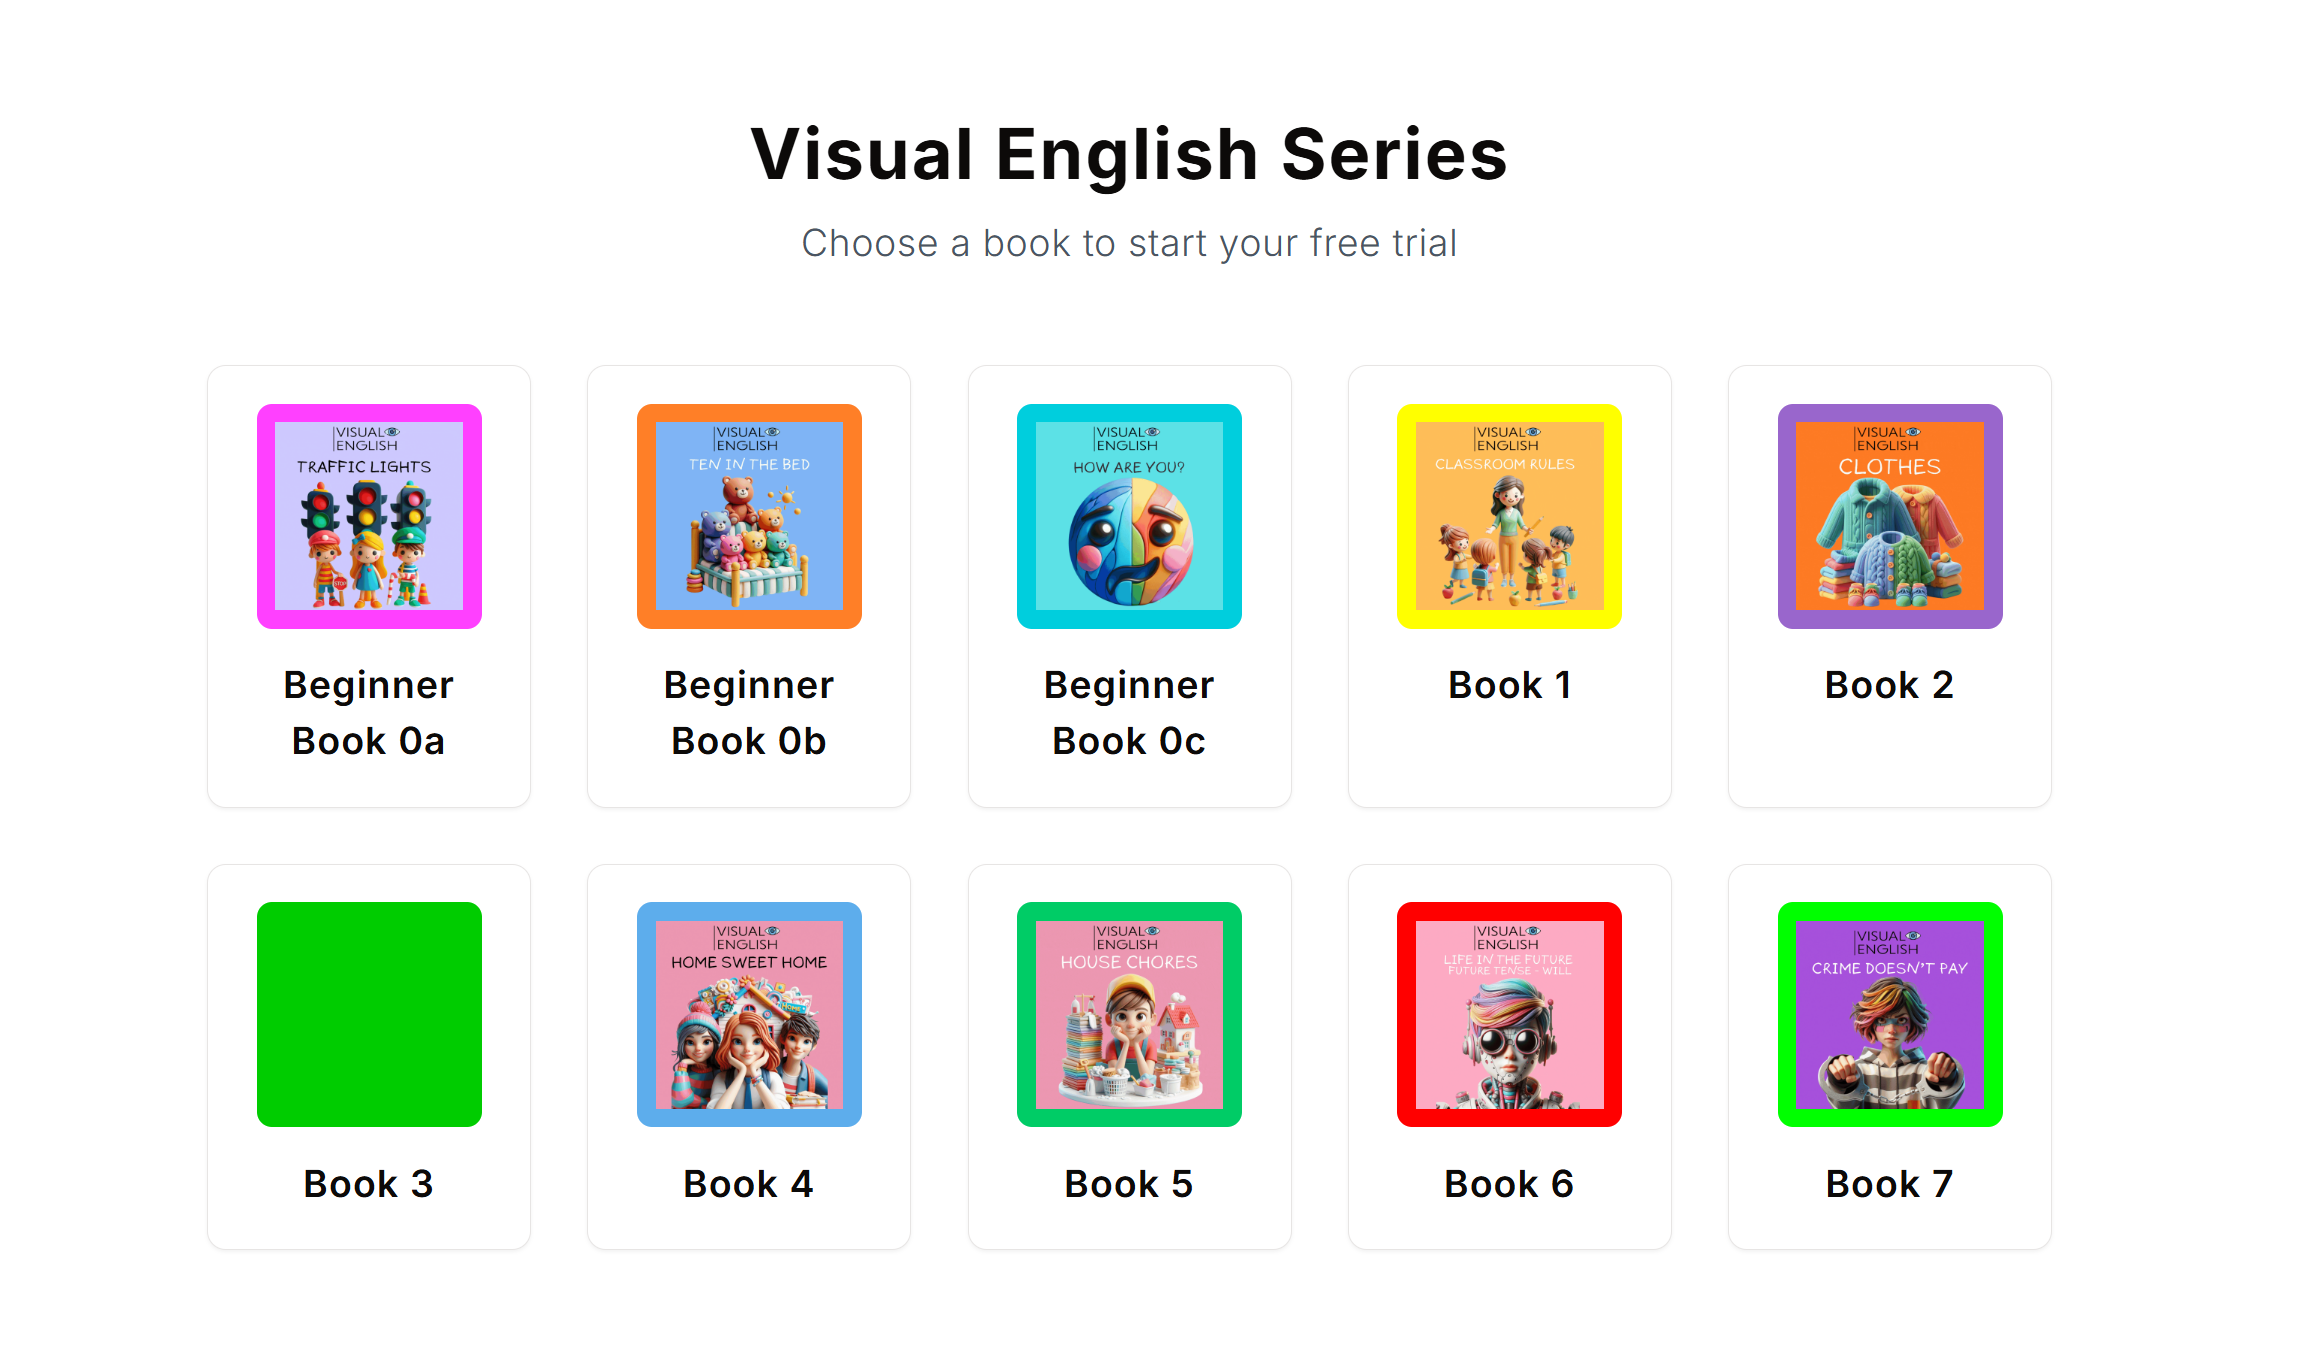 Visual English Series
Choose a book to start your free trial
VISUAL
ENGLISH
TRAFFIC LIGHTS
STOP
Beginner
Book 0a
VISUAL
ENGLISH
TEN IN THE BED
Beginner
Book 0b
VISUAL
ENGLISH
HOW ARE YOU?
Beginner
Book 0c
VISUAL
ENGLISH
CLASSROOM RULES
Book 1
VISUAL
ENGLISH
CLOTHES
Book 2
Book 3
VISUAL
ENGLISH
HOME SWEET HOME
Book 4
VISUAL
ENGLISH
HOUSE CHORES
Book 5
VISUAL
ENGLISH
LIFE IN THE FUTURE
FUTURE TENSE - WILL
Book 6
VISUAL
ENGLISH
CRIME DOESN'T PAY
Book 7